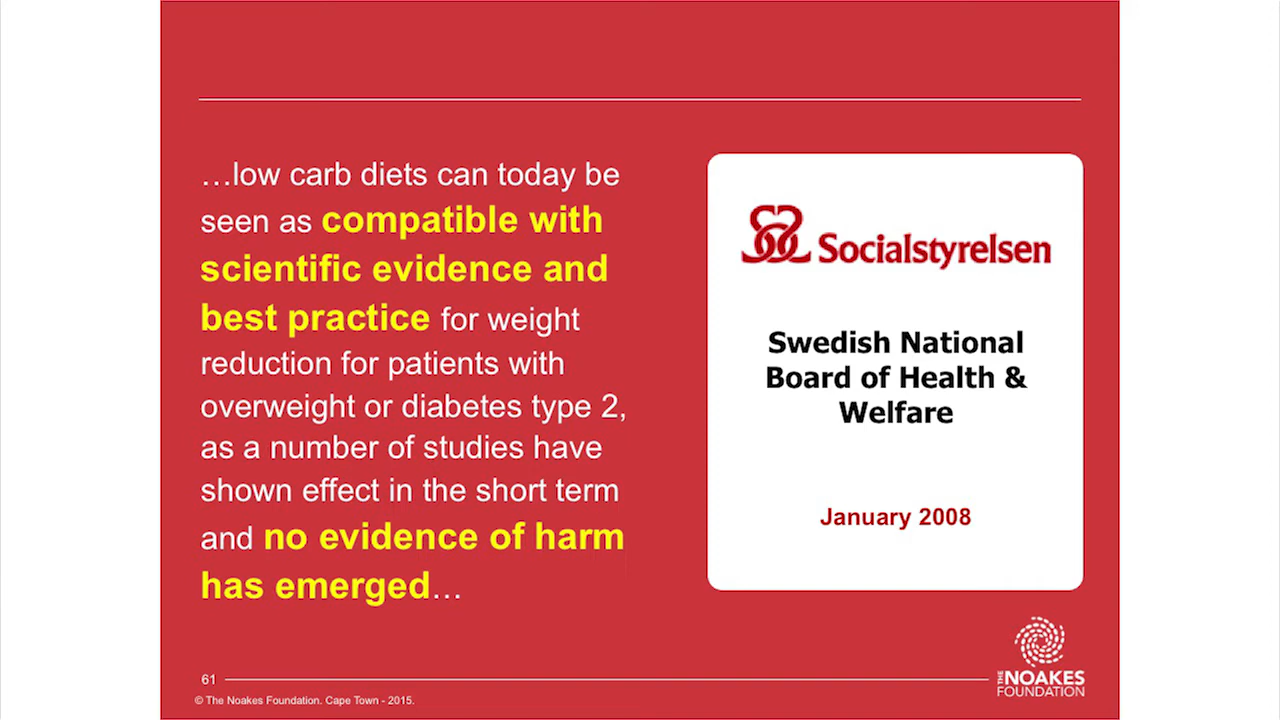 …low carb diets can today be
seen as compatible with
scientific evidence and
best practice for weight
reduction for patients with
overweight or diabetes type 2,
as a number of studies have
shown effect in the short term
and no evidence of harm
has emerged…
Socialstyrelsen
Swedish National
Board of Health &
Welfare
January 2008
61
© The Noakes Foundation. Cape Town - 2015.
THE NOAKES
FOUNDATION